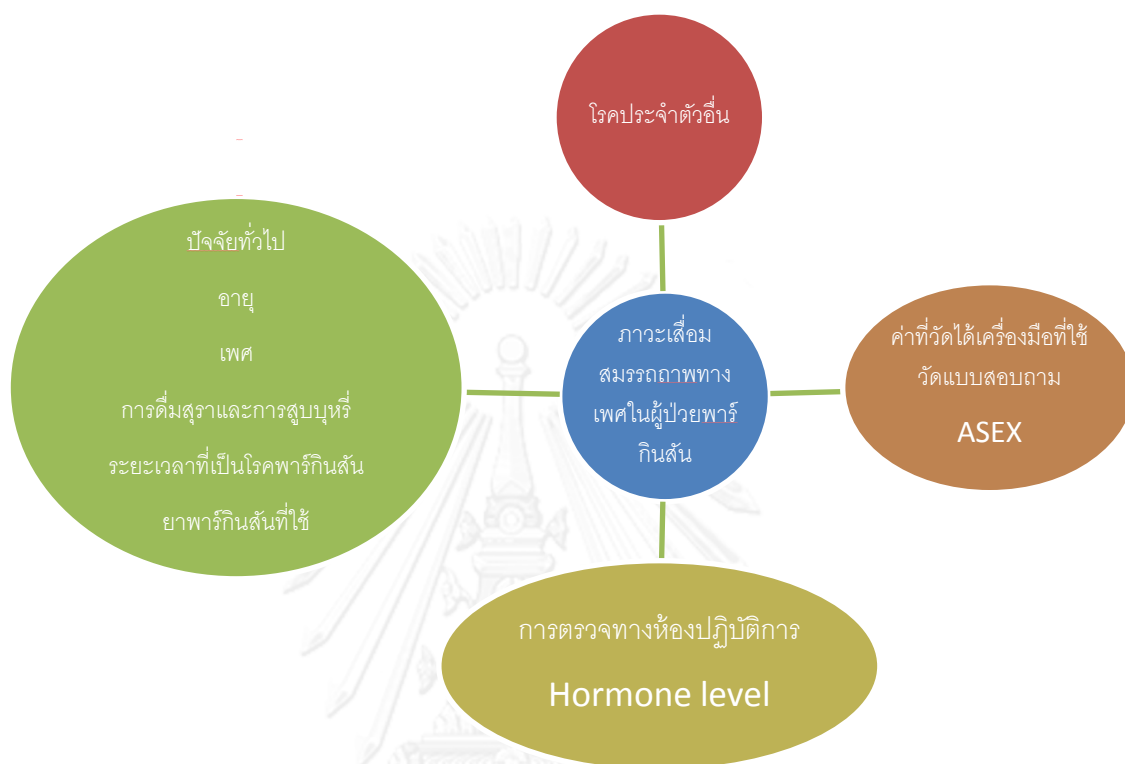 โรคประจำตัวอื่น
ปัจจัยทั่วไป
อายุ
เพศ
การดื่มสุราและการสูบบุหรี่
ระยะเวลาที่เป็นโรคพาร์กินสัน
ยาพาร์กินสันที่ใช้
ภาวะเสื่อม
สมรรถถาพทาง
เพศในผู้ป่วยพาร์
กินสัน
ค่าที่วัดได้เครื่องมือที่ใช้
วัดแบบสอบถาม
ASEX
การตรวจทางห้องปฏิบัติการ
Hormone level